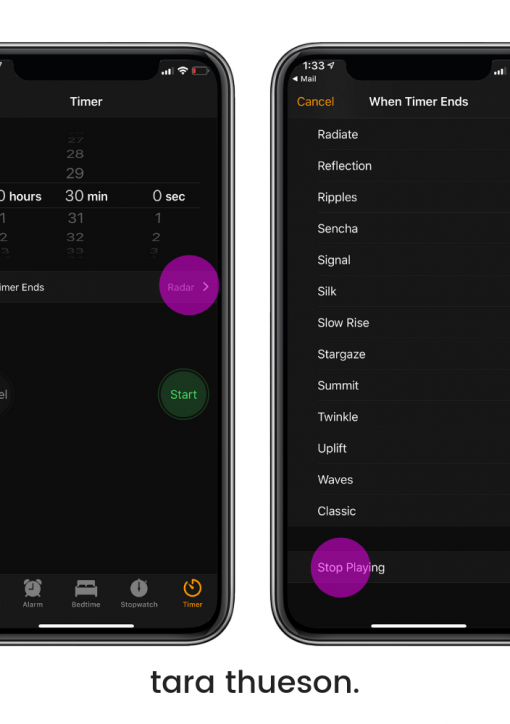 Timer
27
28
29
0 hours 30 min 0 sec
1 31 1
2 32 2
3 33 3
imer Ends Radar
el Start
Alarm Bedtime Stopwatch Timer
1:33
Mail
Cancel When Timer Ends
Radiate
Reflection
Ripples
Sencha
Signal
Silk
Slow Rise
Stargaze
Summit
Twinkle
Uplift
Waves
Classic
Stop Playing
tara thueson.